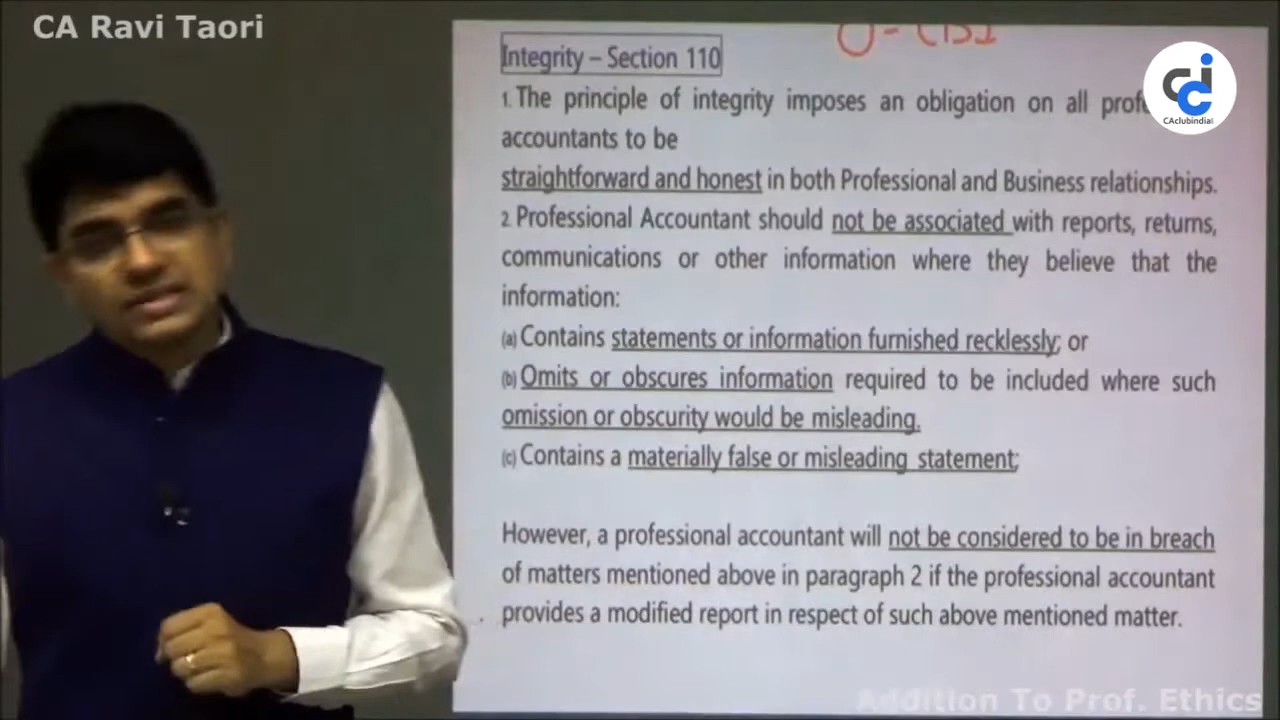 CA Ravi Taori
Integrity – Section 110
1. The principle of integrity imposes an obligation on all
accountants to be
straightforward and honest in both Professional and Business relationships.
2. Professional Accountant should not be associated with reports, returns,
communications or other information where they believe that the
information:
(a) Contains statements or information furnished recklessly; or
(b) Omits or obscures information required to be included where such
omission or obscurity would be misleading.
(c) Contains a materially false or misleading statement;
However, a professional accountant will not be considered to be in breach
of matters mentioned above in paragraph 2 if the professional accountant
provides a modified report in respect of such above mentioned matter.
CAclubindia
Addition To Prof. Ethics